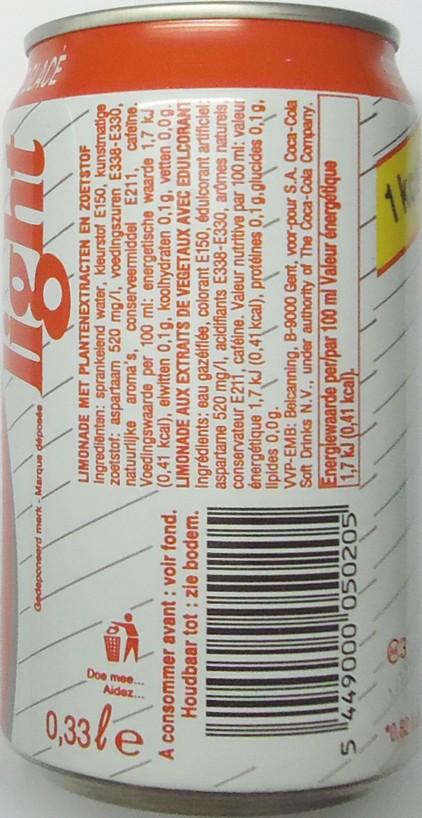 GLACÉ
light
Gedeponeerd merk - Marque déposée
LIMONADE MET PLANTENEXTRACTEN EN ZOETSTOF
Ingrediënten: sprankelend water, kleurstof E150, kunstmatige
zoetstof: aspartaam 520 mg/l, voedingszuren E338-E330,
natuurlijke aroma's, conserveermiddel E211, cafeïne.
Voedingswaarde per 100 ml: energetische waarde 1,7 kJ
(0,41 kcal), eiwitten 0,1g, koolhydraten 0,1g, vetten 0,0g.
LIMONADE AUX EXTRAITS DE VEGETAUX AVEC EDULCORANT
Ingrédients: eau gazéifiée, colorant E150, édulcorant artificiel:
aspartame 520 mg/l, acidifiants E338-E330, arômes naturels,
conservateur E211, caféine. Valeur nutritive par 100 ml: valeur
énergétique 1,7 kJ (0,41 kcal), protéines 0,1g, glucides 0,1g,
lipides 0,0g.
VVP-EMB: Belcanning, B-9000 Gent, voor-pour S.A. Coca-Cola
Soft Drinks N.V., under authority of The Coca-Cola Company.
Energiewaarde per/par 100 ml Valeur énergétique
1,7 kJ (0,41 kcal)
1 kc
Doe mee...
Aidez...
0,33 l e
A consommer avant : voir fond.
Houdbaar tot : zie bodem.
5 449000 050205